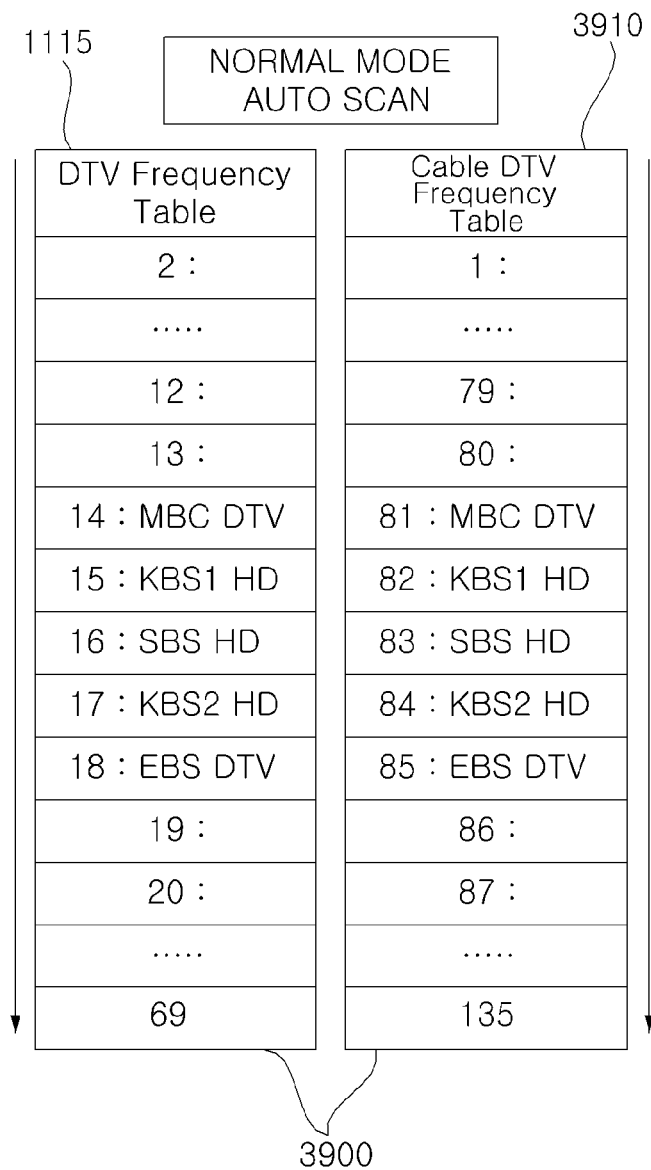 1115
3910
NORMAL MODE
AUTO SCAN
DTV Frequency
Table
2 :
.....
12 :
13 :
14 : MBC DTV
15 : KBS1 HD
16 : SBS HD
17 : KBS2 HD
18 : EBS DTV
19 :
20 :
.....
69
Cable DTV
Frequency
Table
1 :
.....
79 :
80 :
81 : MBC DTV
82 : KBS1 HD
83 : SBS HD
84 : KBS2 HD
85 : EBS DTV
86 :
87 :
.....
135
3900